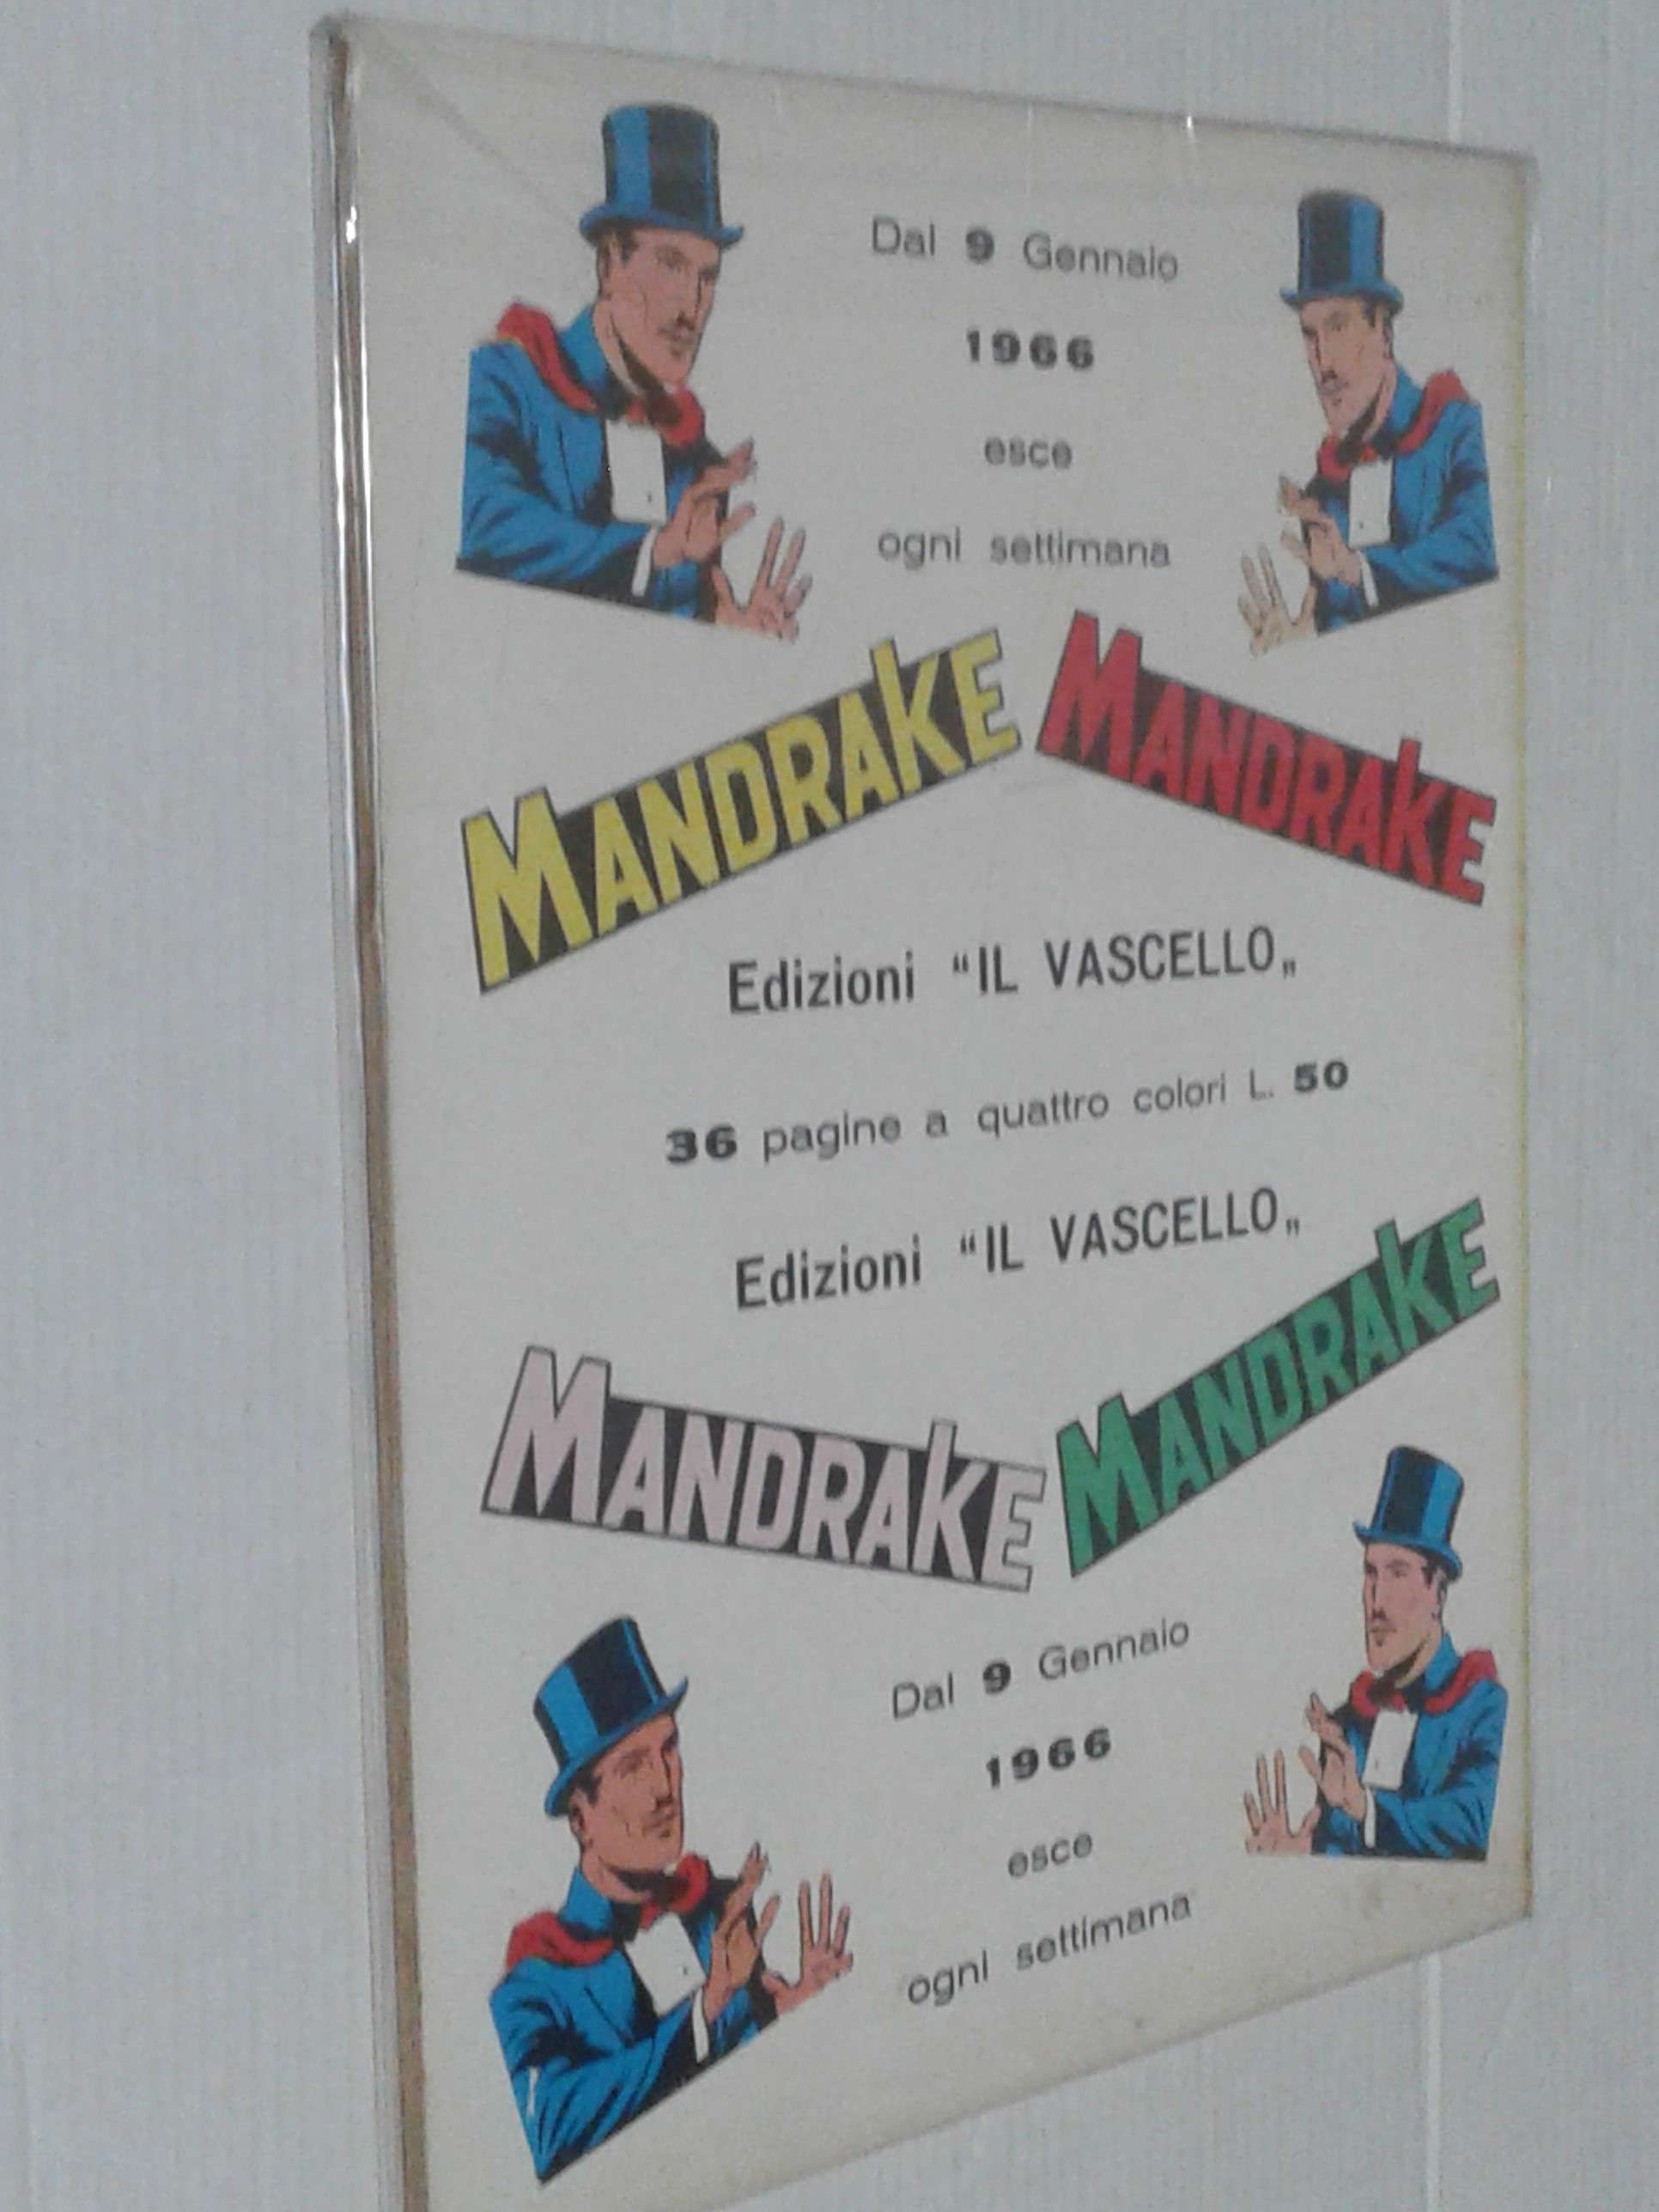 Dal 9 Gennaio
1966
esce
ogni settimana
MANDRAKE MANDRAKE
Edizioni “IL VASCELLO„
36 pagine a quattro colori L. 50
Edizioni “IL VASCELLO„
MANDRAKE MANDRAKE
Dal 9 Gennaio
1966
esce
ogni settimana